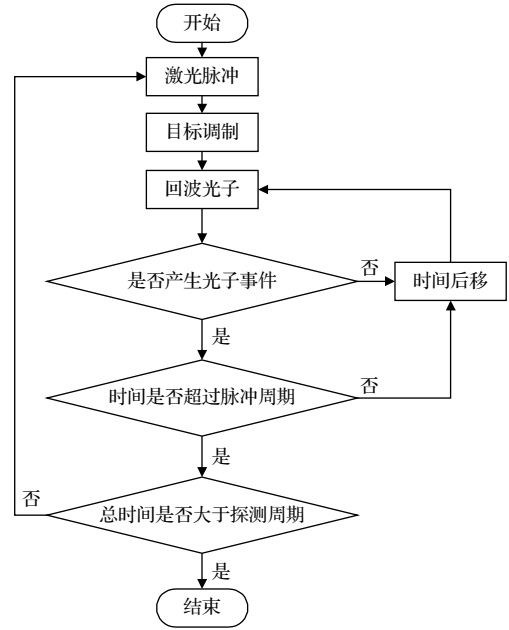 开始
激光脉冲
目标调制
回波光子
是否产生光子事件
否
时间后移
是
时间是否超过脉冲周期
否
是
总时间是否大于探测周期
否
是
结束